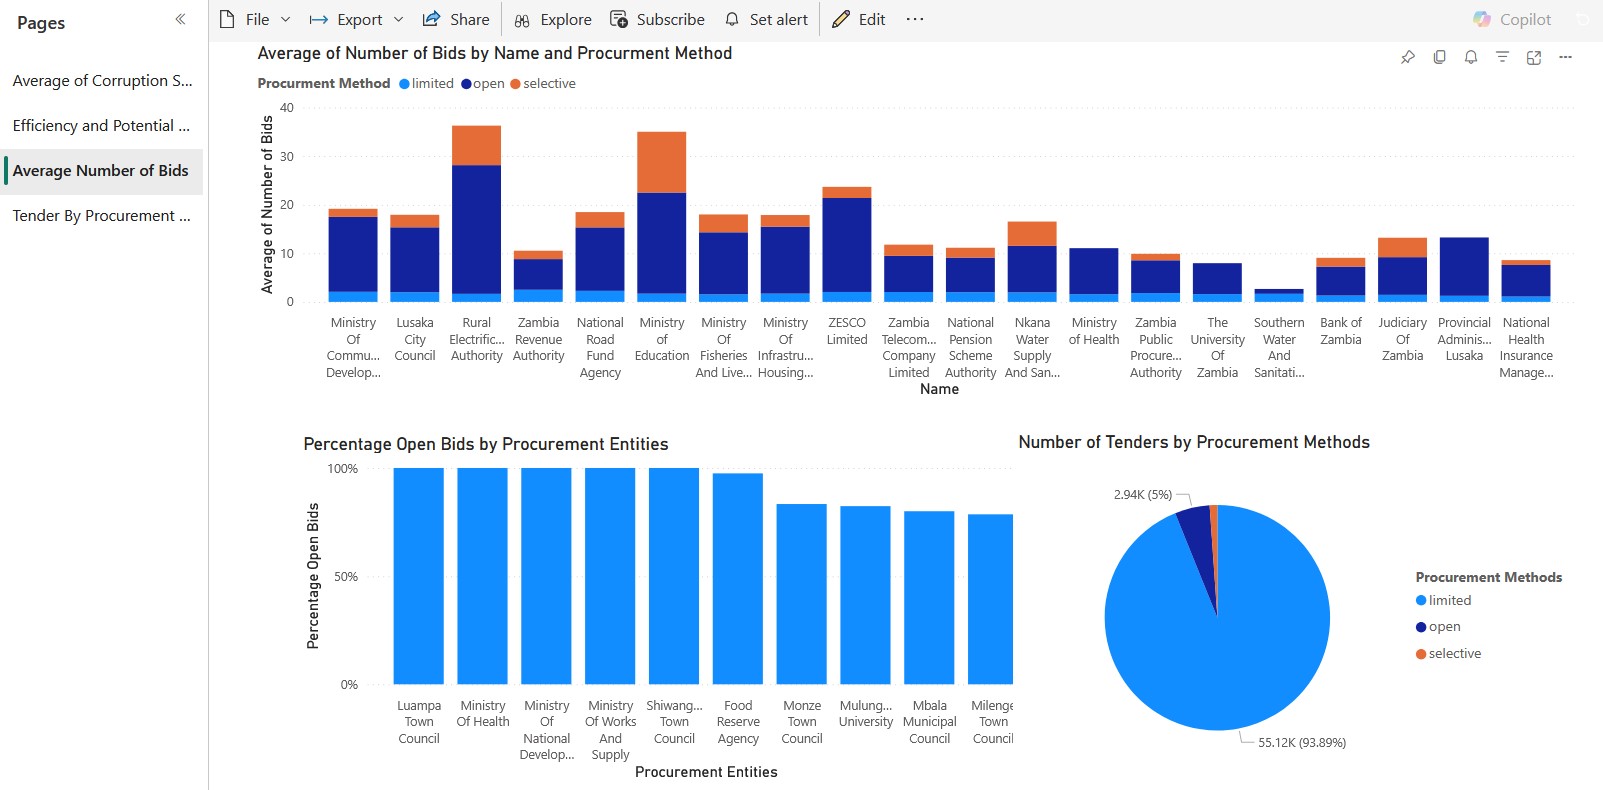 Pages
Average of Corruption S...
Efficiency and Potential ...
Average Number of Bids
Tender By Procurement ...
File Export Share Explore Subscribe Set alert Edit
Copilot
Average of Number of Bids by Name and Procurment Method
Procurment Method limited open selective
Average of Number of Bids
40
30
20
10
0
Ministry Of Commu... Develop...
Lusaka City Council
Rural Electrific... Authority
Zambia Revenue Authority
National Road Fund Agency
Ministry of Education
Ministry Of Fisheries And Live...
Ministry Of Infrastru... Housing...
ZESCO Limited
Zambia Telecom... Company Limited
National Pension Scheme Authority
Nkana Water Supply And San...
Ministry of Health
Zambia Public Procure... Authority
The University Of Zambia
Southern Water And Sanitati...
Bank of Zambia
Judiciary Of Zambia
Provincial Adminis... Lusaka
National Health Insurance Manage...
Name
Percentage Open Bids by Procurement Entities
Percentage Open Bids
100%
50%
0%
Luampa Town Council
Ministry Of Health
Ministry Of National Develop...
Ministry Of Works And Supply
Shiwang... Town Council
Food Reserve Agency
Monze Town Council
Mulung... University
Mbala Municipal Council
Milenge Town Council
Procurement Entities
Number of Tenders by Procurement Methods
2.94K (5%)
55.12K (93.89%)
Procurement Methods
limited
open
selective